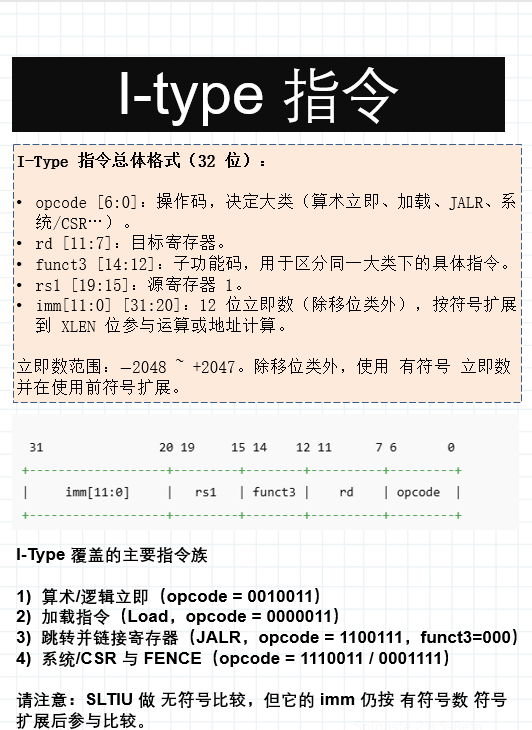 I-type 指令
I-Type 指令总体格式（32 位）：
• opcode [6:0]：操作码，决定大类（算术立即、加载、JALR、系
统/CSR…）。
• rd [11:7]：目标寄存器。
• funct3 [14:12]：子功能码，用于区分同一大类下的具体指令。
• rs1 [19:15]：源寄存器 1。
• imm[11:0] [31:20]：12 位立即数（除移位类外），按符号扩展
到 XLEN 位参与运算或地址计算。
立即数范围：−2048 ~ +2047。除移位类外，使用 有符号 立即数
并在使用前符号扩展。
31 20 19 15 14 12 11 7 6 0
+--------------------+---------+--------+----------+---------+
| imm[11:0] | rs1 | funct3 | rd | opcode |
+--------------------+---------+--------+----------+---------+
I-Type 覆盖的主要指令族
1) 算术/逻辑立即（opcode = 0010011）
2) 加载指令（Load，opcode = 0000011）
3) 跳转并链接寄存器（JALR，opcode = 1100111，funct3=000）
4) 系统/CSR 与 FENCE（opcode = 1110011 / 0001111）
请注意：SLTIU 做 无符号比较，但它的 imm 仍按 有符号数 符号
扩展后参与比较。